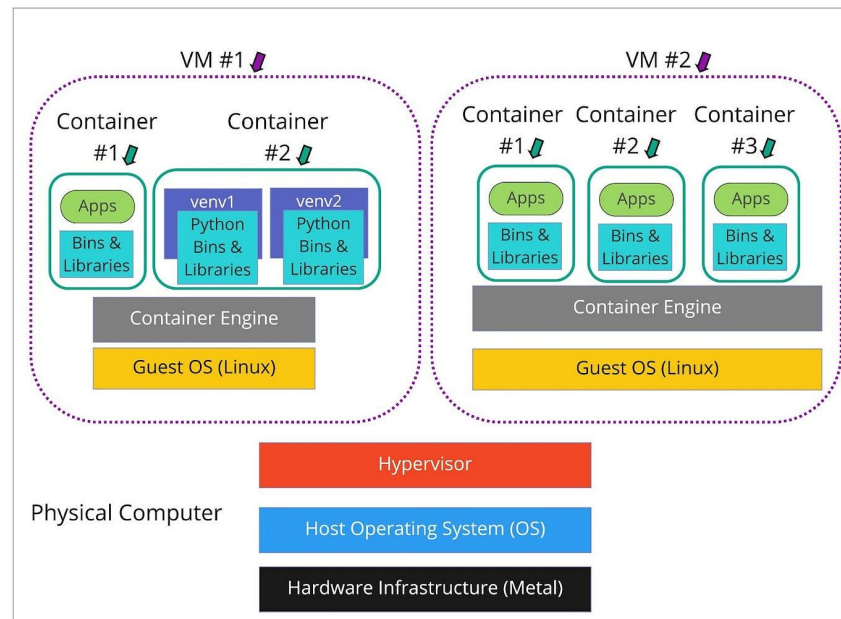 VM #1
VM #2
Container
#1
Container
#2
Container
#1
Container
#2
Container
#3
Apps
Bins &
Libraries
venv1
Python
Bins &
Libraries
venv2
Python
Bins &
Libraries
Apps
Bins &
Libraries
Apps
Bins &
Libraries
Apps
Bins &
Libraries
Container Engine
Guest OS (Linux)
Container Engine
Guest OS (Linux)
Physical Computer
Hypervisor
Host Operating System (OS)
Hardware Infrastructure (Metal)